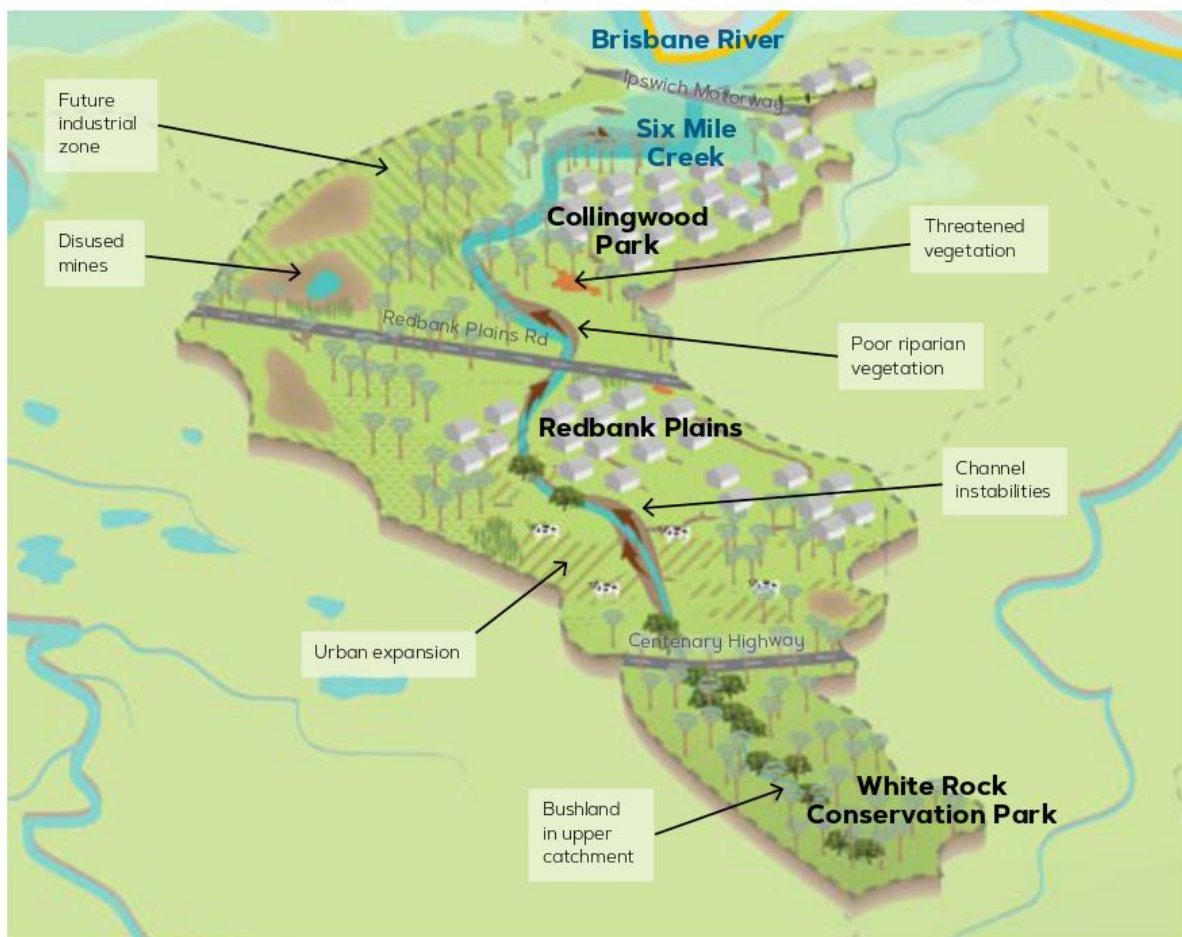 Brisbane River
Ipswich Motorway
Future
industrial
zone
Six Mile
Creek
Collingwood
Park
Threatened
vegetation
Disused
mines
Redbank Plains Rd
Poor riparian
vegetation
Redbank Plains
Channel
instabilities
Urban expansion
Centenary Highway
White Rock
Conservation Park
Bushland
in upper
catchment